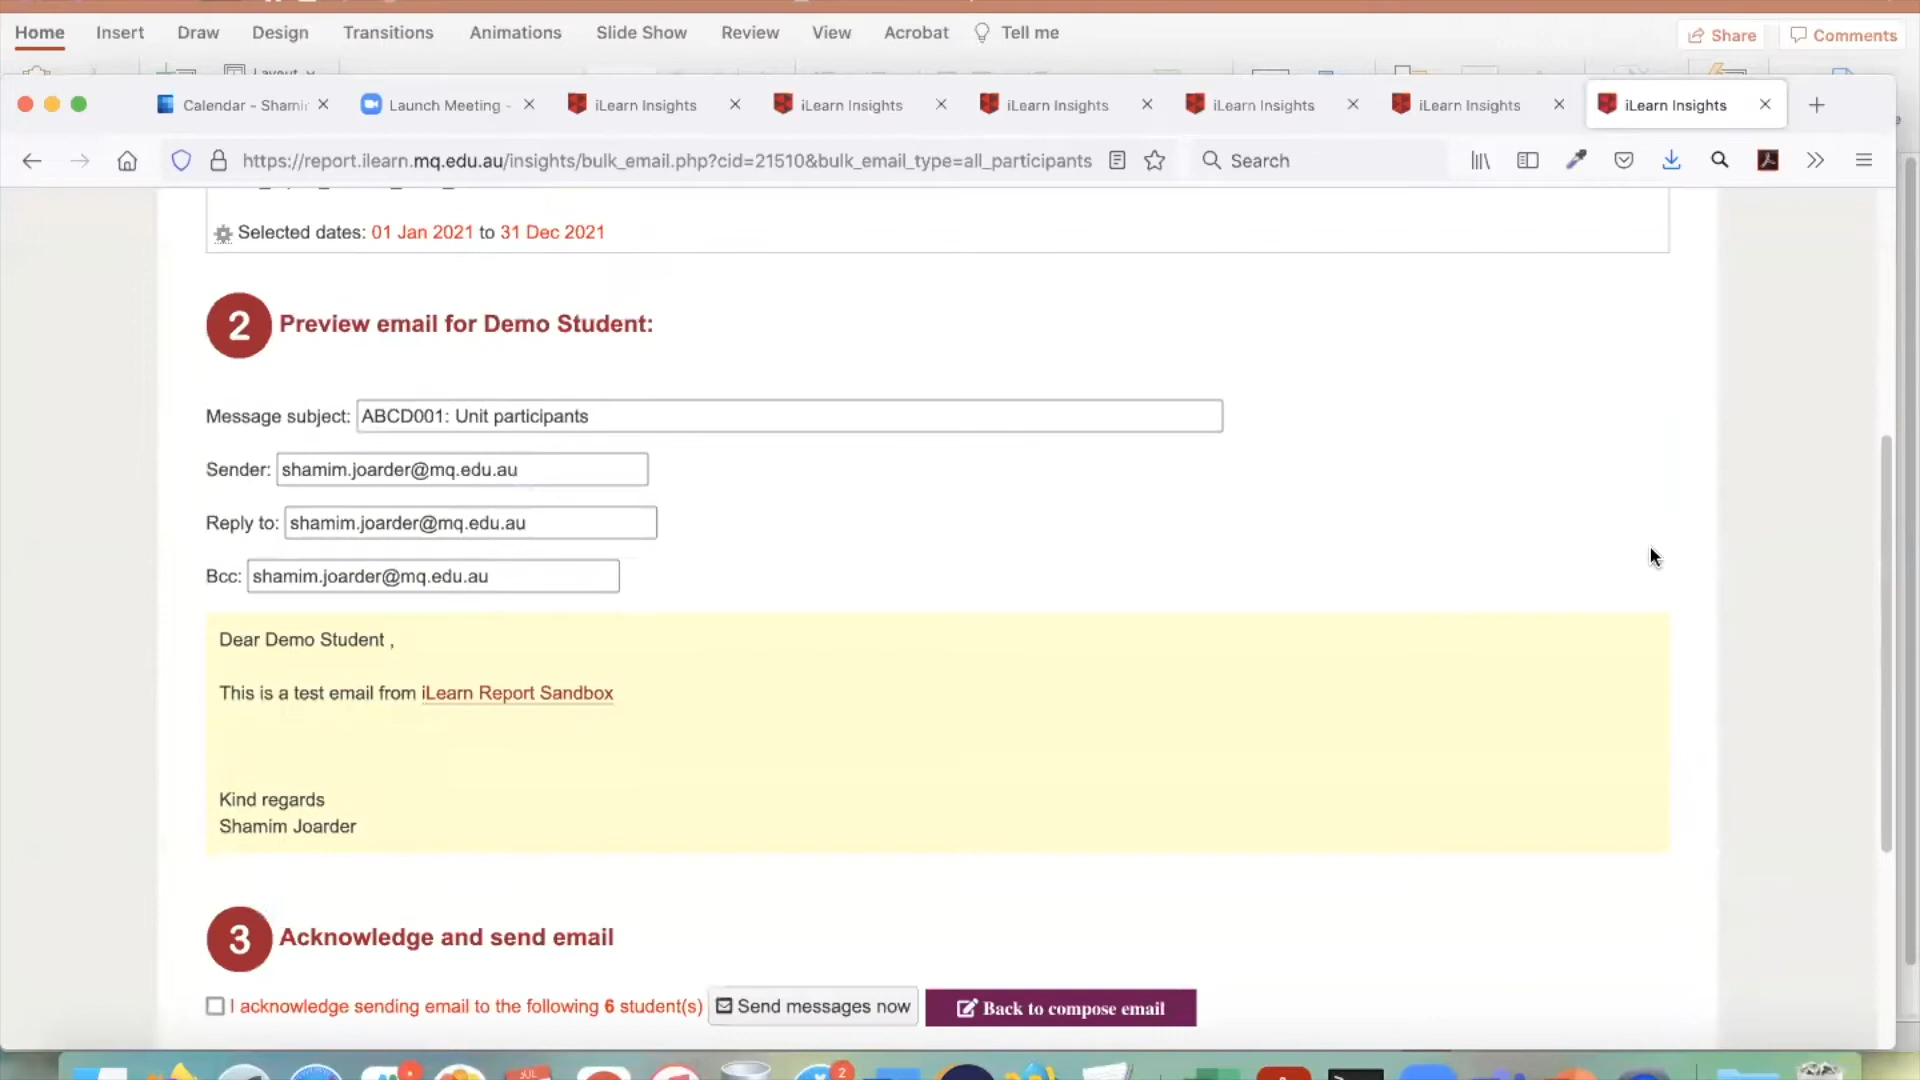 Home Insert Draw Design Transitions Animations Slide Show Review View Acrobat Tell me Share Comments
Layout
Calendar - Shami Launch Meeting - iLearn Insights iLearn Insights iLearn Insights iLearn Insights iLearn Insights iLearn Insights
https://report.ilearn.mq.edu.au/insights/bulk_email.php?cid=21510&bulk_email_type=all_participants Search
Selected dates: 01 Jan 2021 to 31 Dec 2021
2 Preview email for Demo Student:
Message subject: ABCD001: Unit participants
Sender: shamim.joarder@mq.edu.au
Reply to: shamim.joarder@mq.edu.au
Bcc: shamim.joarder@mq.edu.au
Dear Demo Student ,
This is a test email from iLearn Report Sandbox
Kind regards
Shamim Joarder
3 Acknowledge and send email
I acknowledge sending email to the following 6 student(s) Send messages now Back to compose email
JUL 2